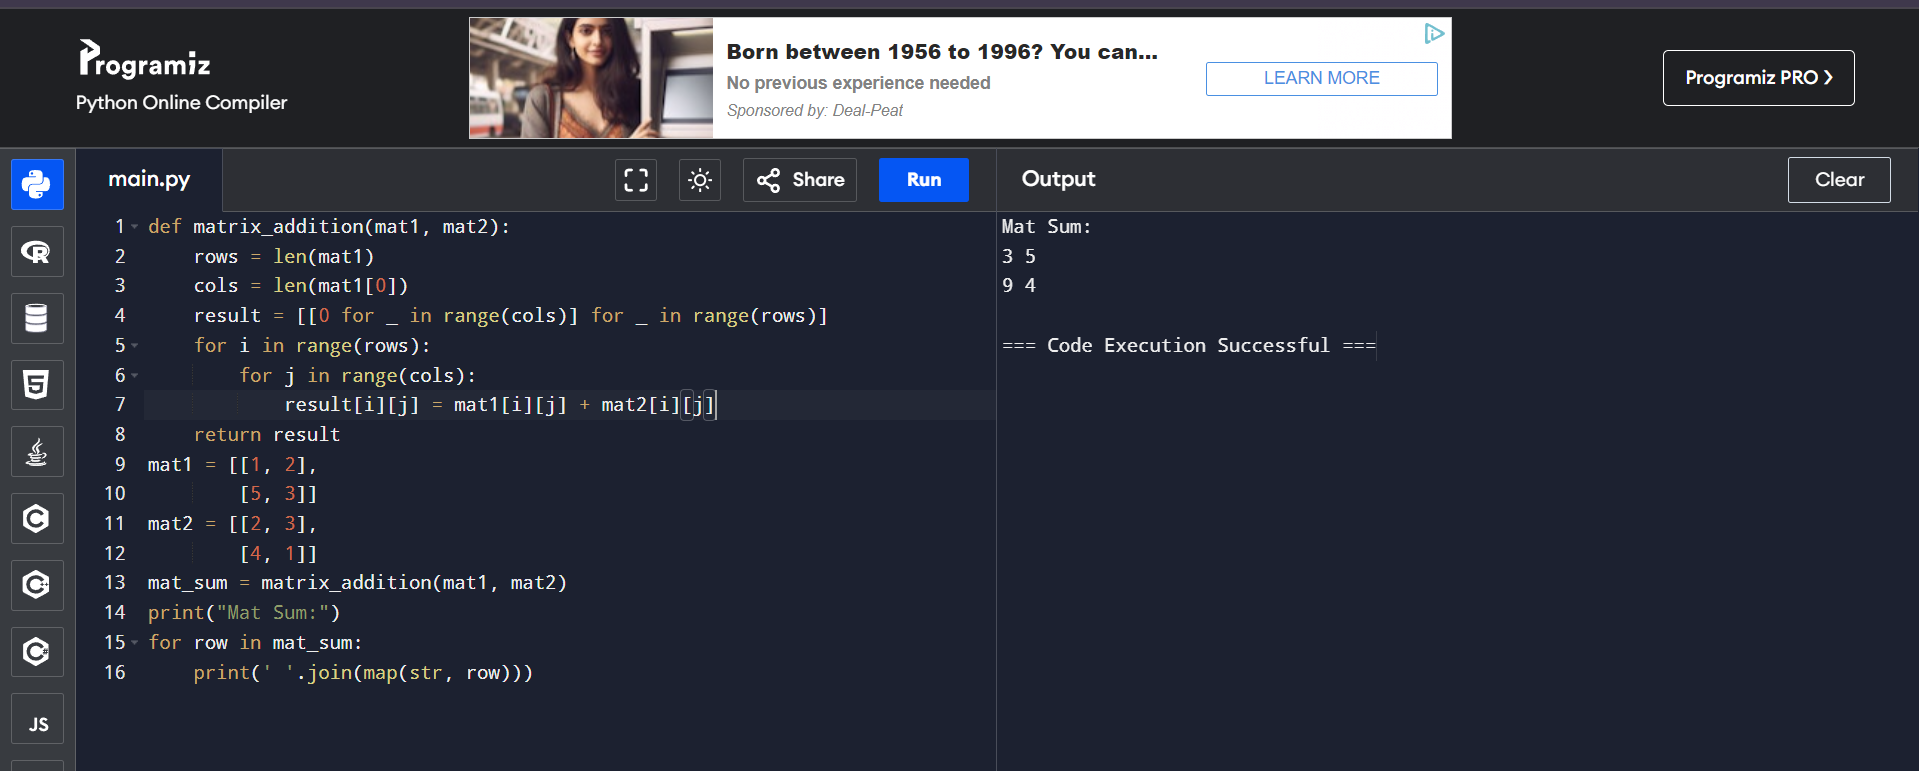 Programiz
Python Online Compiler
Born between 1956 to 1996? You can...
No previous experience needed
Sponsored by: Deal-Peat
LEARN MORE
Programiz PRO
main.py
Share
Run
Output
Clear
1 def matrix_addition(mat1, mat2):
2     rows = len(mat1)
3     cols = len(mat1[0])
4     result = [[0 for _ in range(cols)] for _ in range(rows)]
5     for i in range(rows):
6         for j in range(cols):
7             result[i][j] = mat1[i][j] + mat2[i][j]
8     return result
9 mat1 = [[1, 2],
10         [5, 3]]
11 mat2 = [[2, 3],
12         [4, 1]]
13 mat_sum = matrix_addition(mat1, mat2)
14 print("Mat Sum:")
15 for row in mat_sum:
16     print(' '.join(map(str, row)))
Mat Sum:
3 5
9 4
=== Code Execution Successful ===
R
5
C
C++
C#
JS